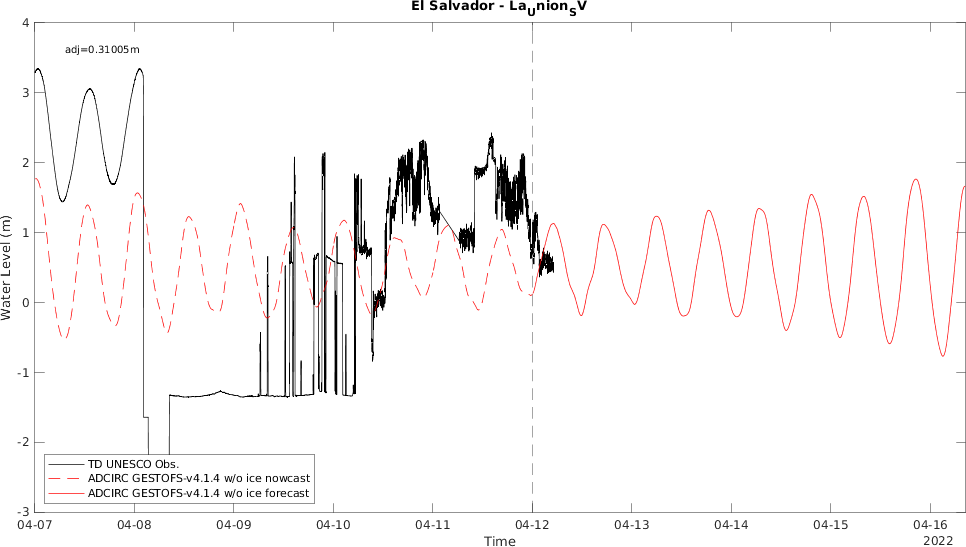 El Salvador - LaUnionSV
adj=0.31005m
4
3
2
1
0
-1
-2
-3
Water Level (m)
TD UNESCO Obs.
ADCIRC GESTOFS-v4.1.4 w/o ice nowcast
ADCIRC GESTOFS-v4.1.4 w/o ice forecast
04-07 04-08 04-09 04-10 04-11 04-12 04-13 04-14 04-15 04-16
Time
2022